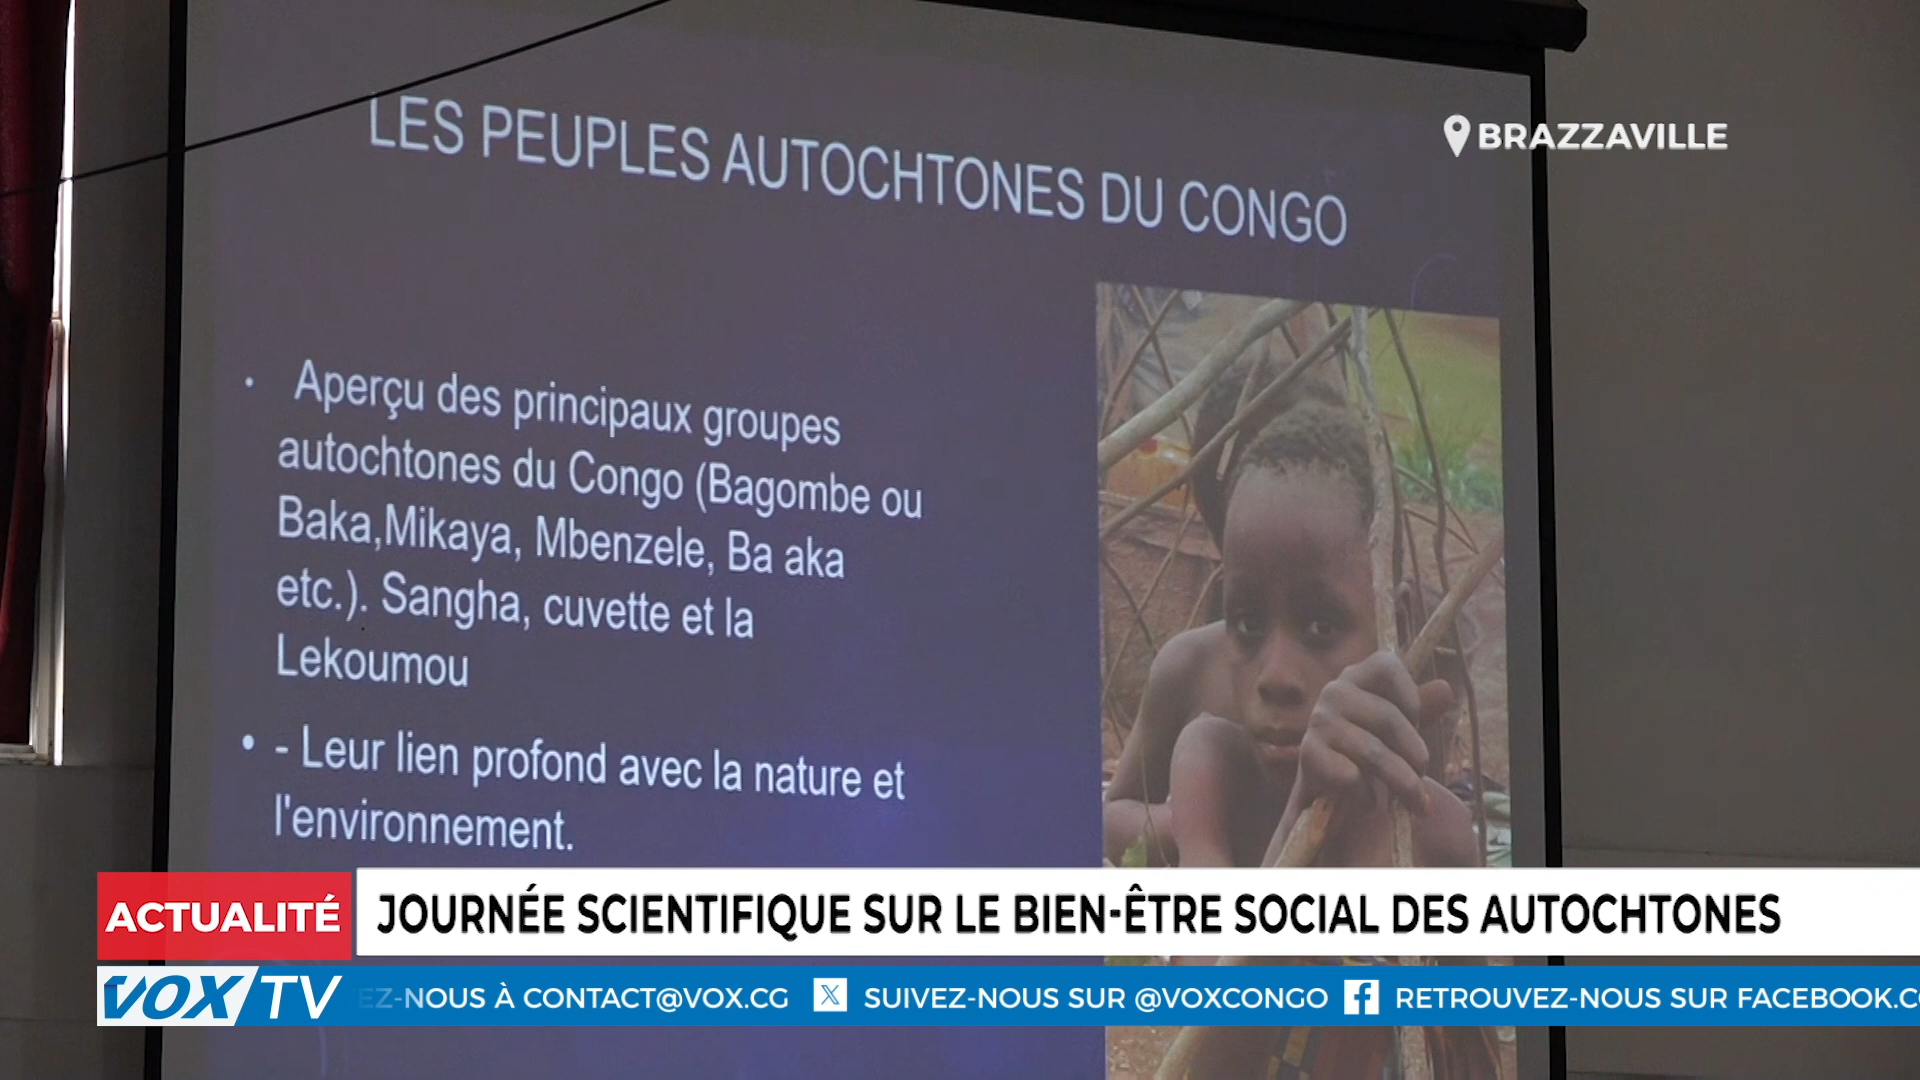 BRAZZAVILLE
LES PEUPLES AUTOCHTONES DU CONGO
• Aperçu des principaux groupes
autochtones du Congo (Bagombe ou
Baka,Mikaya, Mbenzele, Ba aka
etc.). Sangha, cuvette et la
Lekoumou
• - Leur lien profond avec la nature et
l'environnement.
ACTUALITÉ
JOURNÉE SCIENTIFIQUE SUR LE BIEN-ÊTRE SOCIAL DES AUTOCHTONES
VOX TV
EZ-NOUS À CONTACT@VOX.CG 𝕏 SUIVEZ-NOUS SUR @VOXCONGO f RETROUVEZ-NOUS SUR FACEBOOK.CO